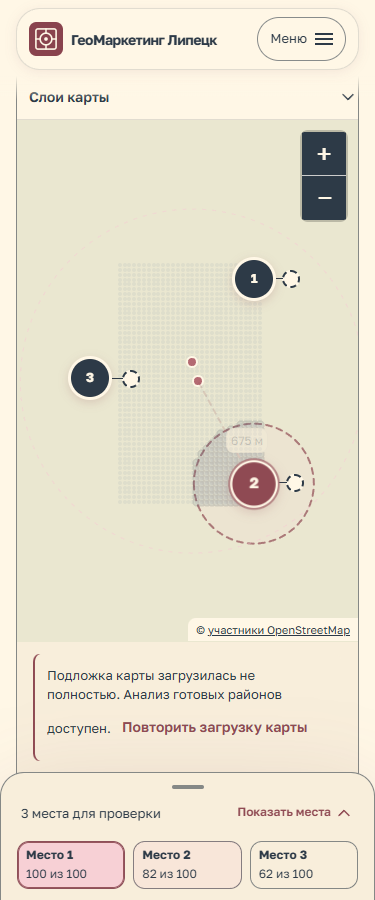 ГеоМаркетинг Липецк
Меню
Слои карты
+
−
1
3
675 м
2
© участники OpenStreetMap
Подложка карты загрузилась не
полностью. Анализ готовых районов
доступен. Повторить загрузку карты
3 места для проверки
Показать места
Место 1
100 из 100
Место 2
82 из 100
Место 3
62 из 100